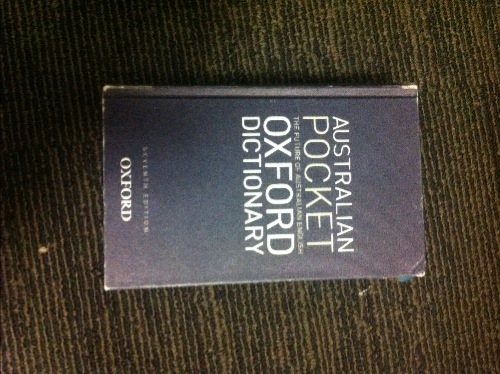 AUSTRALIAN
POCKET
THE FUTURE OF AUSTRALIAN ENGLISH
OXFORD
DICTIONARY
SEVENTH EDITION
OXFORD